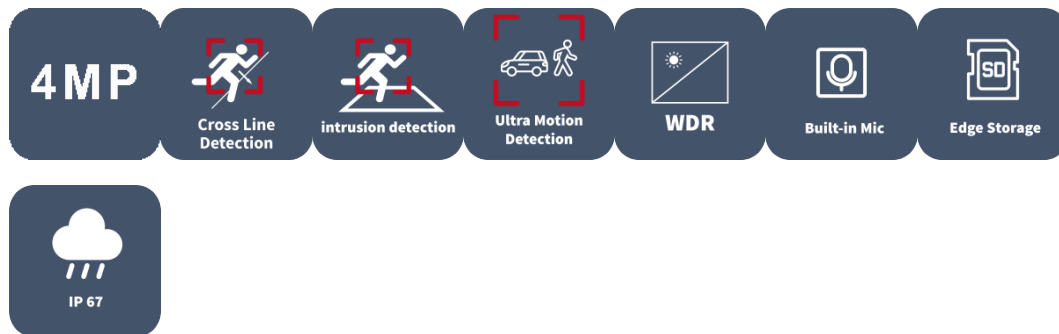 4MP
Cross Line
Detection
intrusion detection
Ultra Motion
Detection
WDR
Built-in Mic
SD
Edge Storage
IP 67